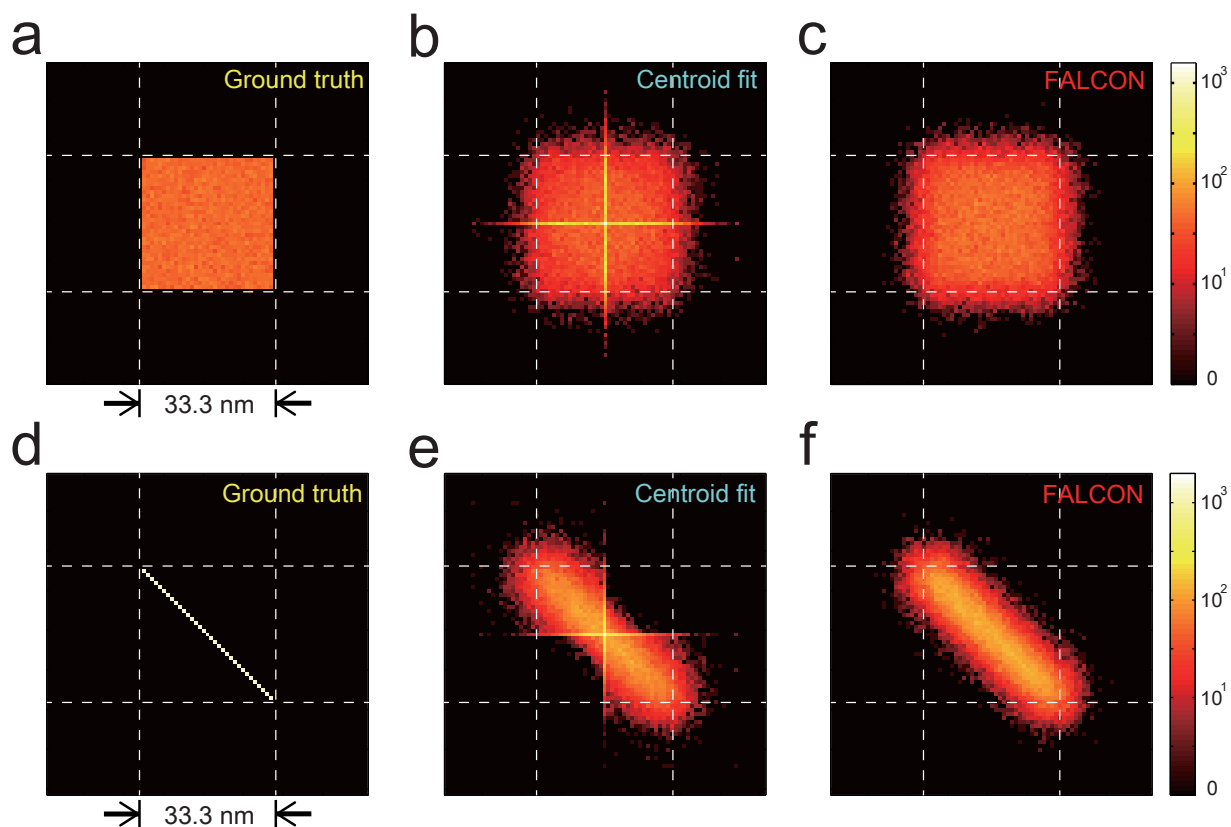 a
b
c
Ground truth
Centroid fit
FALCON
10³
10²
10¹
0
33.3 nm
d
e
f
Ground truth
Centroid fit
FALCON
10³
10²
10¹
0
33.3 nm